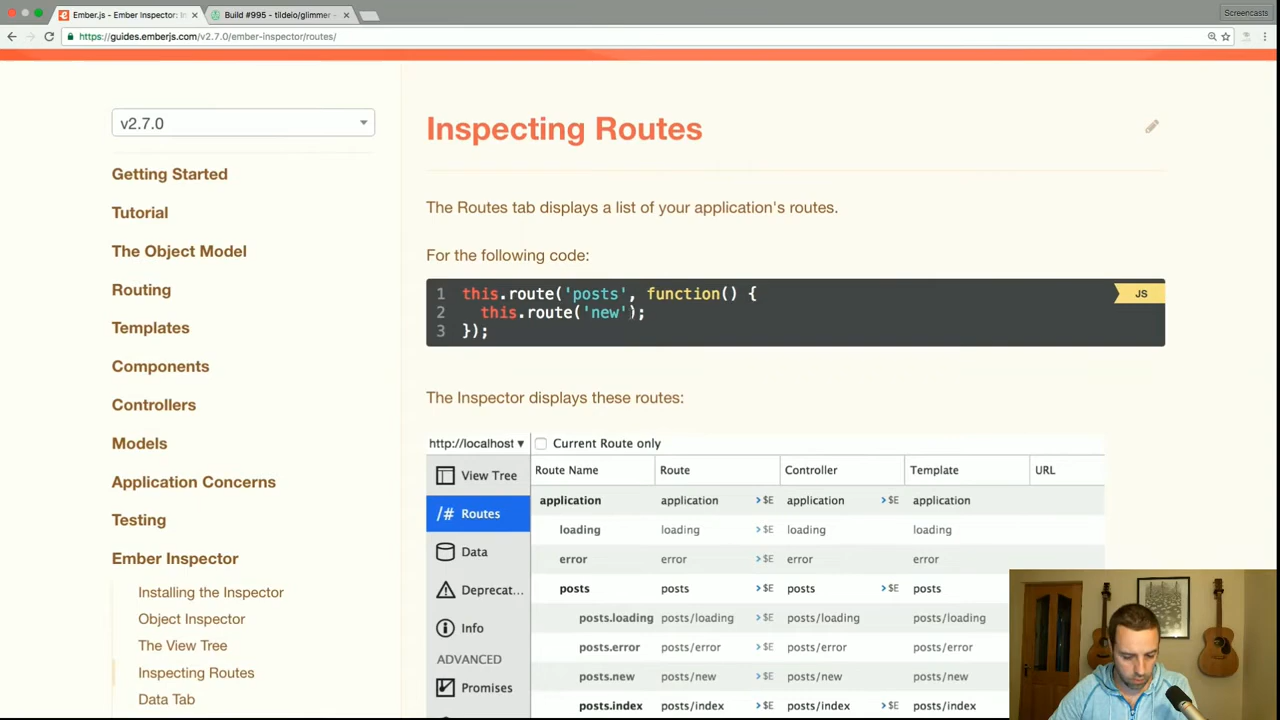 Ember.js - Ember Inspector: In
Build #995 - tildeio/glimmer -
Screencasts
https://guides.emberjs.com/v2.7.0/ember-inspector/routes/
v2.7.0
Getting Started
Tutorial
The Object Model
Routing
Templates
Components
Controllers
Models
Application Concerns
Testing
Ember Inspector
Installing the Inspector
Object Inspector
The View Tree
Inspecting Routes
Data Tab
Inspecting Routes
The Routes tab displays a list of your application's routes.
For the following code:
JS
1 this.route('posts', function() {
2 this.route('new');
3 });
The Inspector displays these routes:
http://localhost ▾ Current Route only
View Tree
/# Routes
Data
Deprecat...
Info
ADVANCED
Promises
Route Name Route Controller Template URL
application application >$E application >$E application
loading loading >$E loading loading
error error >$E error error
posts posts >$E posts >$E posts
posts.loading posts/loading >$E posts/loading posts/loading
posts.error posts/error >$E posts/error posts/error
posts.new posts/new >$E posts/new posts/new
posts.index posts/index >$E posts/index posts/index